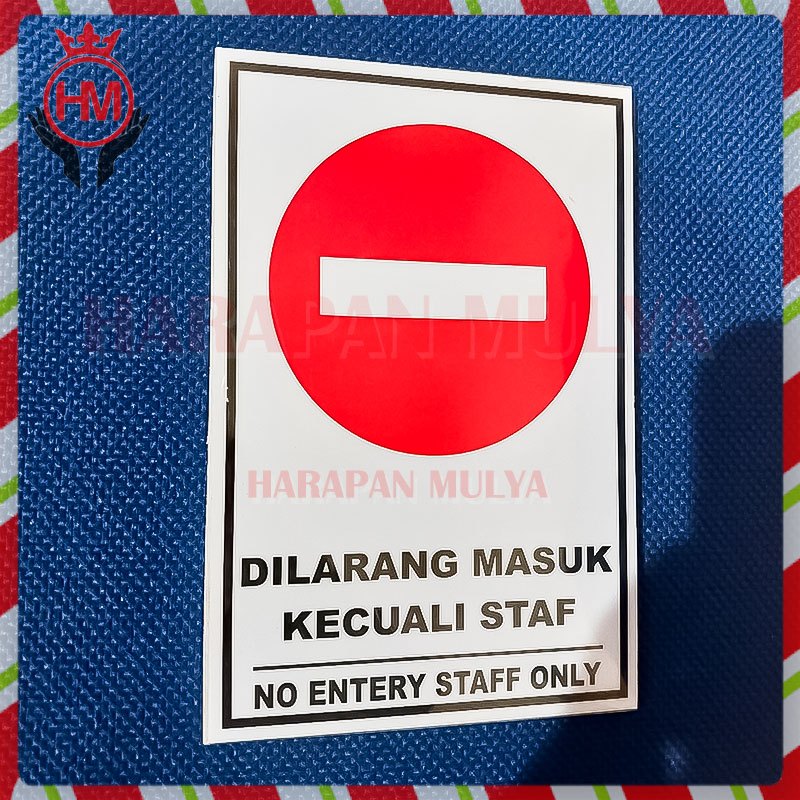 HM
HARAPAN MULYA
HARAPAN MULYA
DILARANG MASUK
KECUALI STAF
NO ENTERY STAFF ONLY